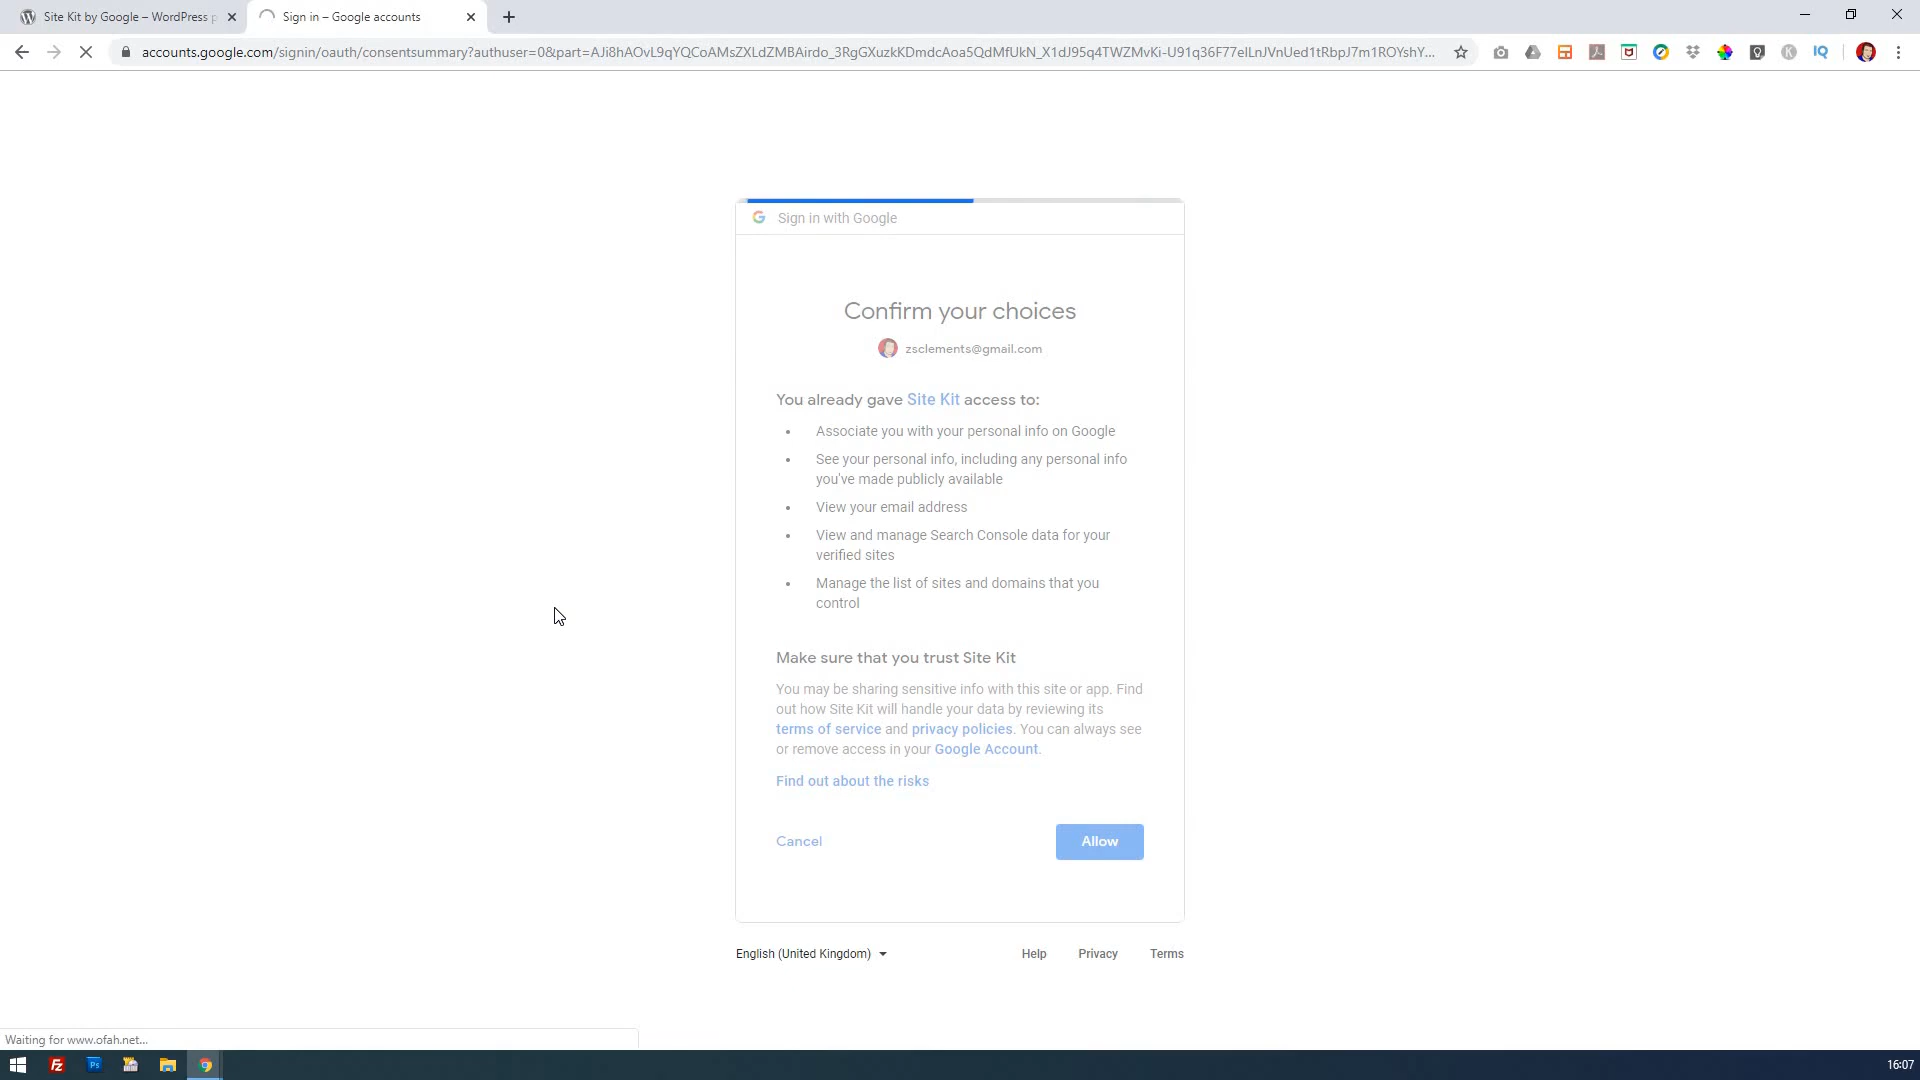 Site Kit by Google – WordPress p
Sign in – Google accounts
accounts.google.com/signin/oauth/consentsummary?authuser=0&part=AJi8hAOvL9qYQCoAMsZXLdZMBAirdo_3RgGXuzkKDmdcAoa5QdMfUkN_X1dJ95q4TWZMvKi-U91q36F77elLnJVnUed1tRbpJ7m1ROYshY...
Sign in with Google
Confirm your choices
zsclements@gmail.com
You already gave Site Kit access to:
• Associate you with your personal info on Google
• See your personal info, including any personal info
you've made publicly available
• View your email address
• View and manage Search Console data for your
verified sites
• Manage the list of sites and domains that you
control
Make sure that you trust Site Kit
You may be sharing sensitive info with this site or app. Find
out how Site Kit will handle your data by reviewing its
terms of service and privacy policies. You can always see
or remove access in your Google Account.
Find out about the risks
Cancel
Allow
English (United Kingdom)
Help
Privacy
Terms
Waiting for www.ofah.net...
16:07